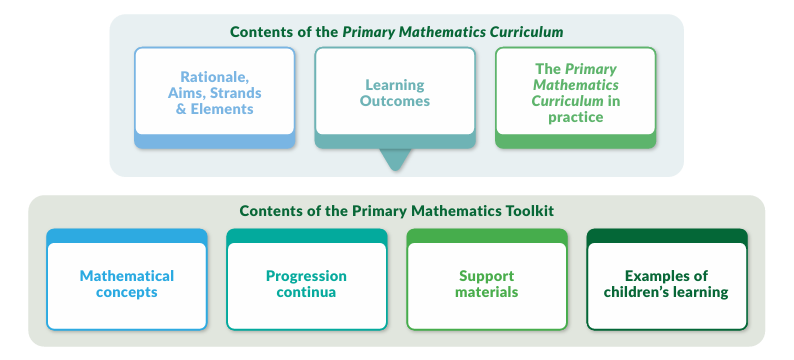 Contents of the Primary Mathematics Curriculum
Rationale,
Aims, Strands
& Elements
Learning
Outcomes
The Primary
Mathematics
Curriculum in
practice
Contents of the Primary Mathematics Toolkit
Mathematical
concepts
Progression
continua
Support
materials
Examples of
children’s learning